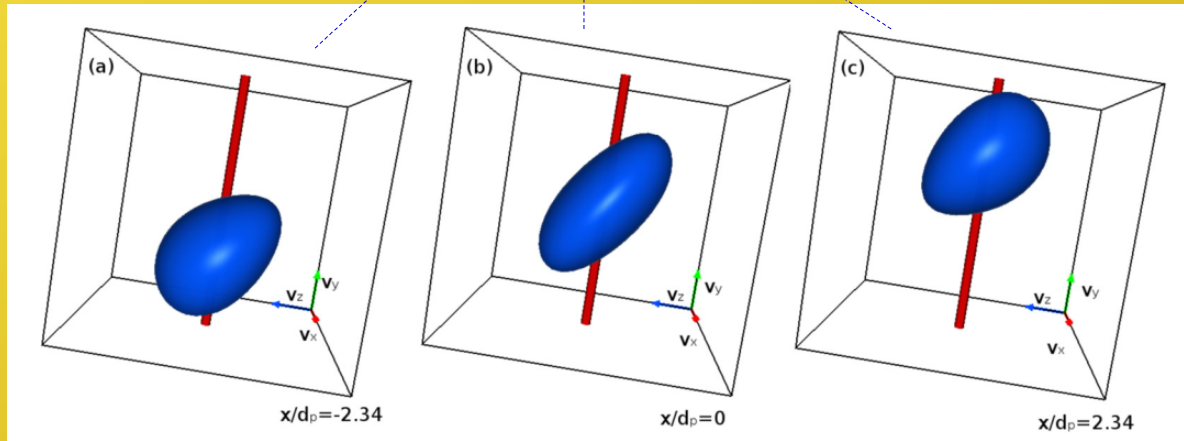 (a)
vy
vz
vx
x/dp=-2.34
(b)
vy
vz
vx
x/dp=0
(c)
vy
vz
vx
x/dp=2.34